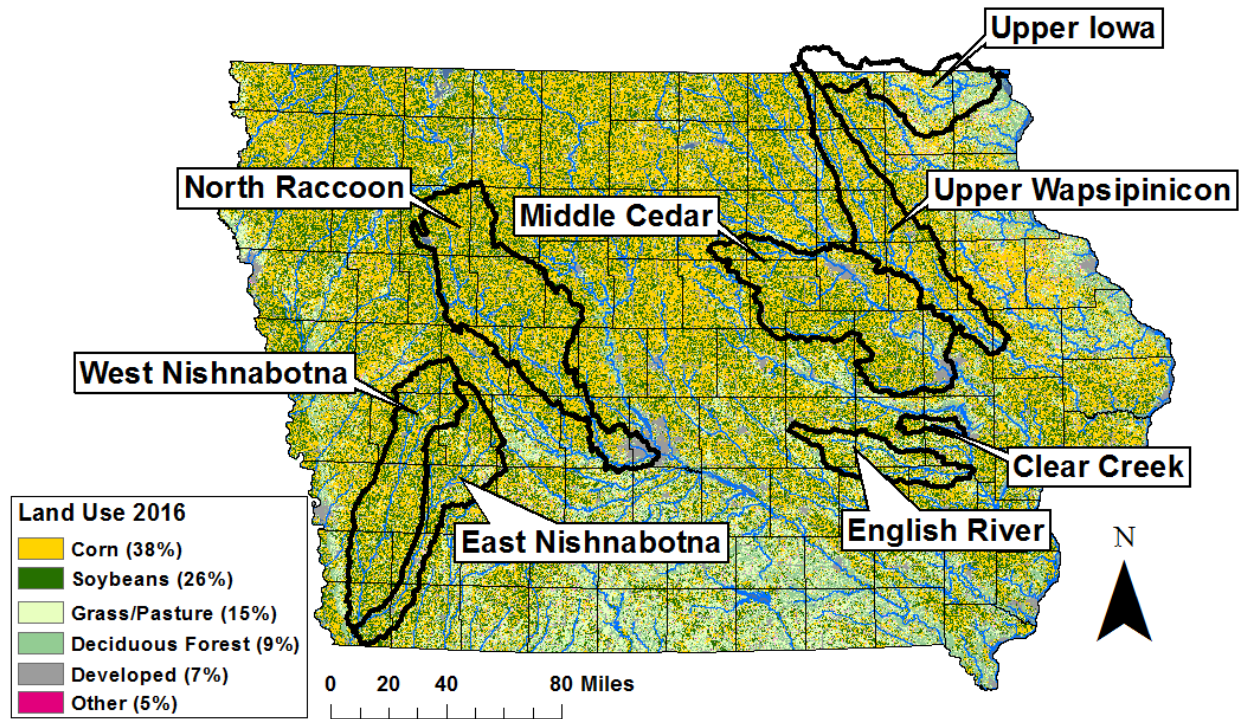 Upper Iowa
North Raccoon
Upper Wapsipinicon
Middle Cedar
West Nishnabotna
Clear Creek
English River
East Nishnabotna
Land Use 2016
Corn (38%)
Soybeans (26%)
Grass/Pasture (15%)
Deciduous Forest (9%)
Developed (7%)
Other (5%)
N
0 20 40 80 Miles